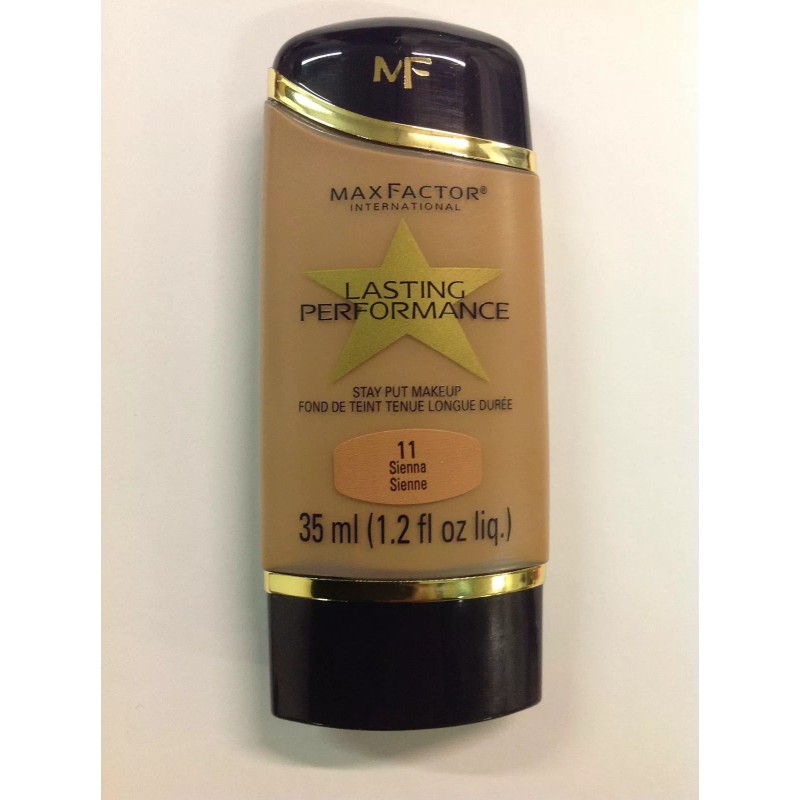 MF
MAXFACTOR®
INTERNATIONAL
LASTING
PERFORMANCE
STAY PUT MAKEUP
FOND DE TEINT TENUE LONGUE DURÉE
11
Sienna
Sienne
35 ml (1.2 fl oz liq.)